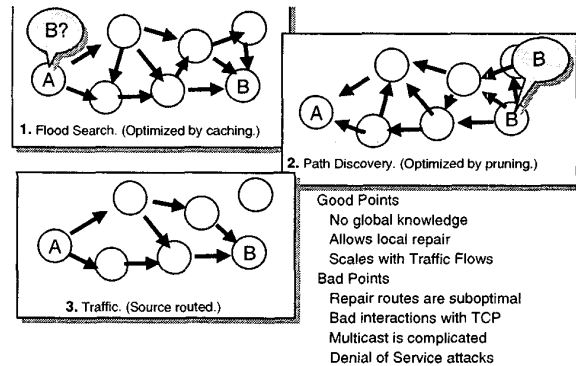 B?
A
B
1. Flood Search. (Optimized by caching.)
B
A
B
2. Path Discovery. (Optimized by pruning.)
A
B
3. Traffic. (Source routed.)
Good Points
No global knowledge
Allows local repair
Scales with Traffic Flows
Bad Points
Repair routes are suboptimal
Bad interactions with TCP
Multicast is complicated
Denial of Service attacks